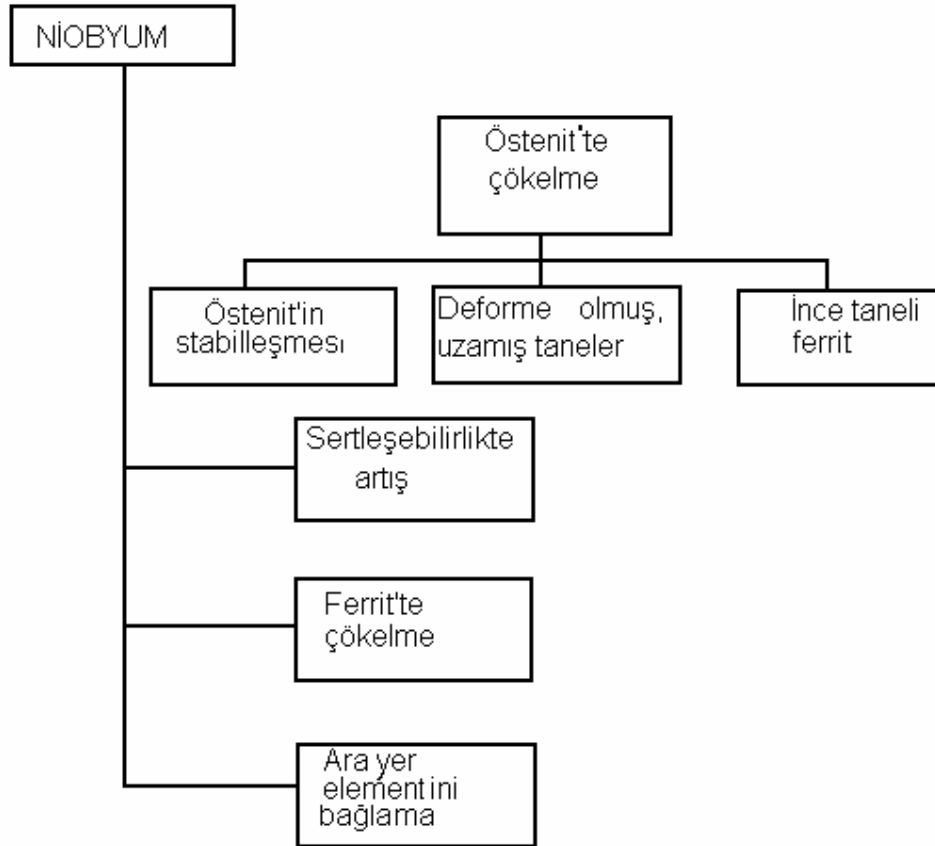 NİOBYUM
Östenit'te
çökelme
Östenit'in
stabilleşmesı
Deforme olmuş,
uzamış taneler
İnce taneli
ferrit
Sertleşebilirlikte
artış
Ferrit'te
çökelme
Ara yer
elementini
bağlama